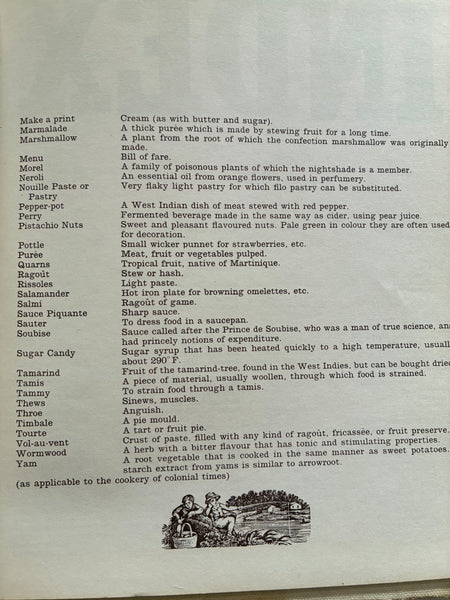 Make a print Cream (as with butter and sugar).
Marmalade A thick purèe which is made by stewing fruit for a long time.
Marshmallow A plant from the root of which the confection marshmallow was originally
made.
Menu Bill of fare.
Morel A family of poisonous plants of which the nightshade is a member.
Neroli An essential oil from orange flowers, used in perfumery.
Nouille Paste or Very flaky light pastry for which filo pastry can be substituted.
Pastry
Pepper-pot A West Indian dish of meat stewed with red pepper.
Perry Fermented beverage made in the same way as cider, using pear juice.
Pistachio Nuts Sweet and pleasant flavoured nuts. Pale green in colour they are often used
for decoration.
Pottle Small wicker punnet for strawberries, etc.
Purèe Meat, fruit or vegetables pulped.
Quarns Tropical fruit, native of Martinique.
Ragoût Stew or hash.
Rissoles Light paste.
Salamander Hot iron plate for browning omelettes, etc.
Salmi Ragoût of game.
Sauce Piquante Sharp sauce.
Sauter To dress food in a saucepan.
Soubise Sauce called after the Prince de Soubise, who was a man of true science, and
had princely notions of expenditure.
Sugar Candy Sugar syrup that has been heated quickly to a high temperature, usually
about 290° F.
Tamarind Fruit of the tamarind-tree, found in the West Indies, but can be bought dried
Tamis A piece of material, usually woollen, through which food is strained.
Tammy To strain food through a tamis.
Thews Sinews, muscles.
Throe Anguish.
Timbale A pie mould.
Tourte A tart or fruit pie.
Vol-au-vent Crust of paste, filled with any kind of ragoût, fricassée, or fruit preserve.
Wormwood A herb with a bitter flavour that has tonic and stimulating properties.
Yam A root vegetable that is cooked in the same manner as sweet potatoes.
starch extract from yams is similar to arrowroot.
(as applicable to the cookery of colonial times)